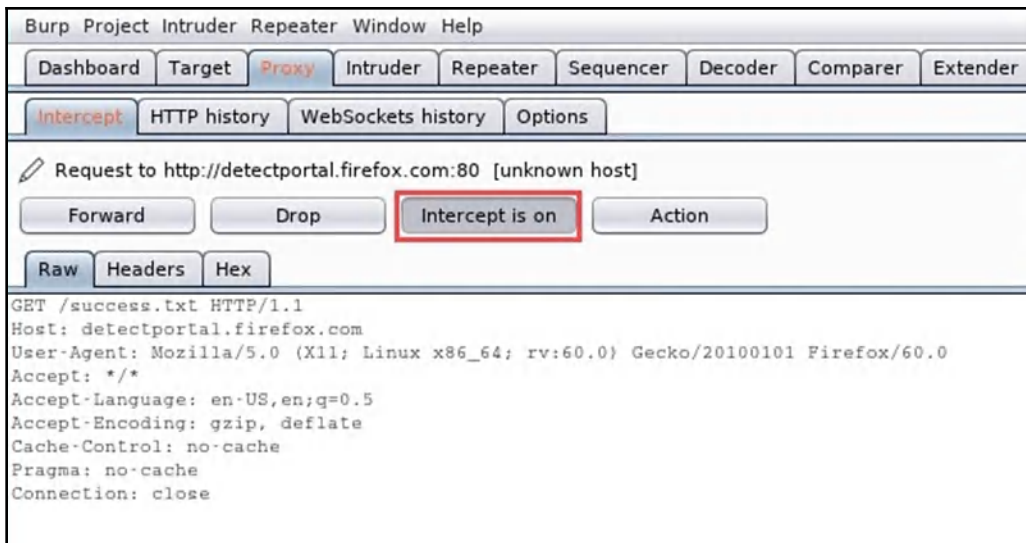 Burp Project Intruder Repeater Window Help
Dashboard Target Proxy Intruder Repeater Sequencer Decoder Comparer Extender
Intercept HTTP history WebSockets history Options
Request to http://detectportal.firefox.com:80 [unknown host]
Forward Drop Intercept is on Action
Raw Headers Hex
GET /success.txt HTTP/1.1
Host: detectportal.firefox.com
User-Agent: Mozilla/5.0 (X11; Linux x86_64; rv:60.0) Gecko/20100101 Firefox/60.0
Accept: */*
Accept-Language: en-US,en;q=0.5
Accept-Encoding: gzip, deflate
Cache-Control: no-cache
Pragma: no-cache
Connection: close